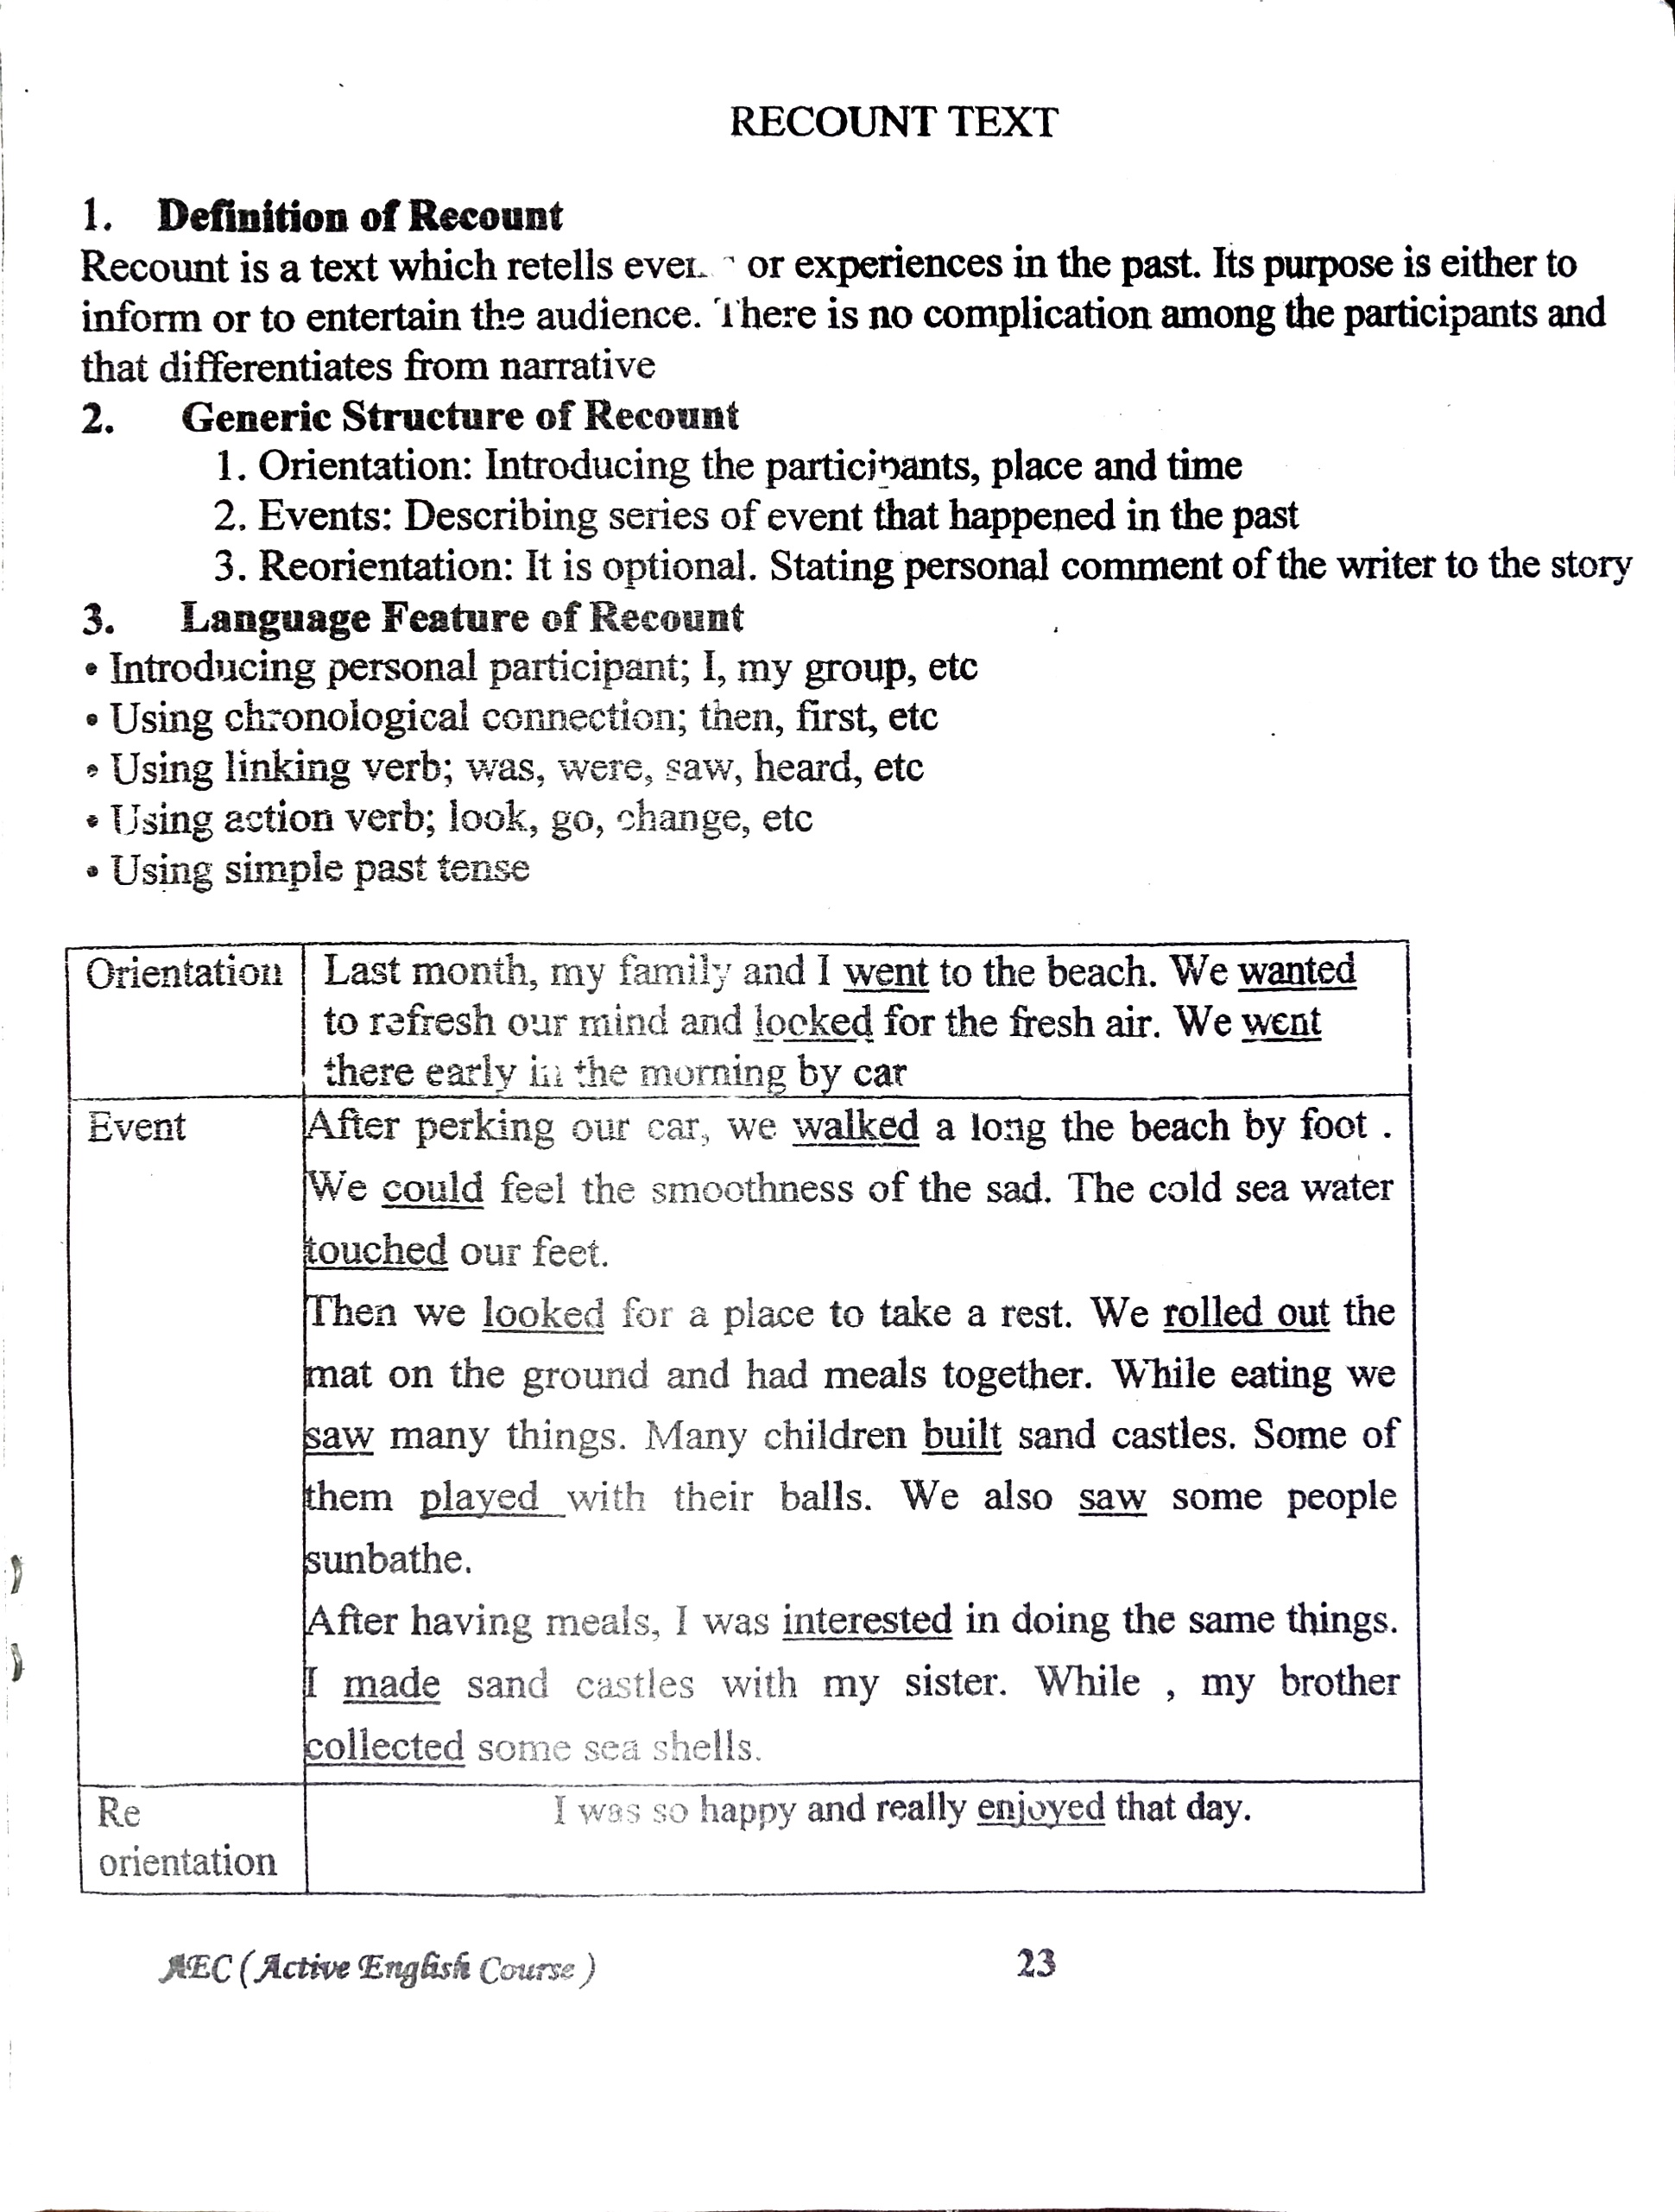 RECOUNT TEXT
1. Definition of Recount
Recount is a text which retells or experiences in the past. Its purpose is either to
inform or to entertain the audience. There is no complication among the participants and
that differentiates from narrative
2. Generic Structure of Recount
1. Orientation: Introducing the participants, place and time
2. Events: Describing series of event that happened in the past
3. Reorientation: It is optional. Stating personal comment of the writer to the story
3. Language Feature of Recount
• Introducing personal participant; I, my group, etc
• Using chronological connection; then, first, etc
• Using linking verb; was, were, saw, heard, etc
• Using action verb; look, go, change, etc
• Using simple past tense
Orientation
Last month, my family and I went to the beach. We wanted
to refresh our mind and looked for the fresh air. We went
there early in the morning by car
Event
After perking our car, we walked a long the beach by foot .
We could feel the smoothness of the sad. The cold sea water
touched our feet.
Then we looked for a place to take a rest. We rolled out the
mat on the ground and had meals together. While eating we
saw many things. Many children built sand castles. Some of
them played with their balls. We also saw some people
sunbathe.
After having meals, I was interested in doing the same things.
I made sand castles with my sister. While , my brother
collected some sea shells.
Re
orientation
I was so happy and really enjoyed that day.
AEC ( Active English Course )
23